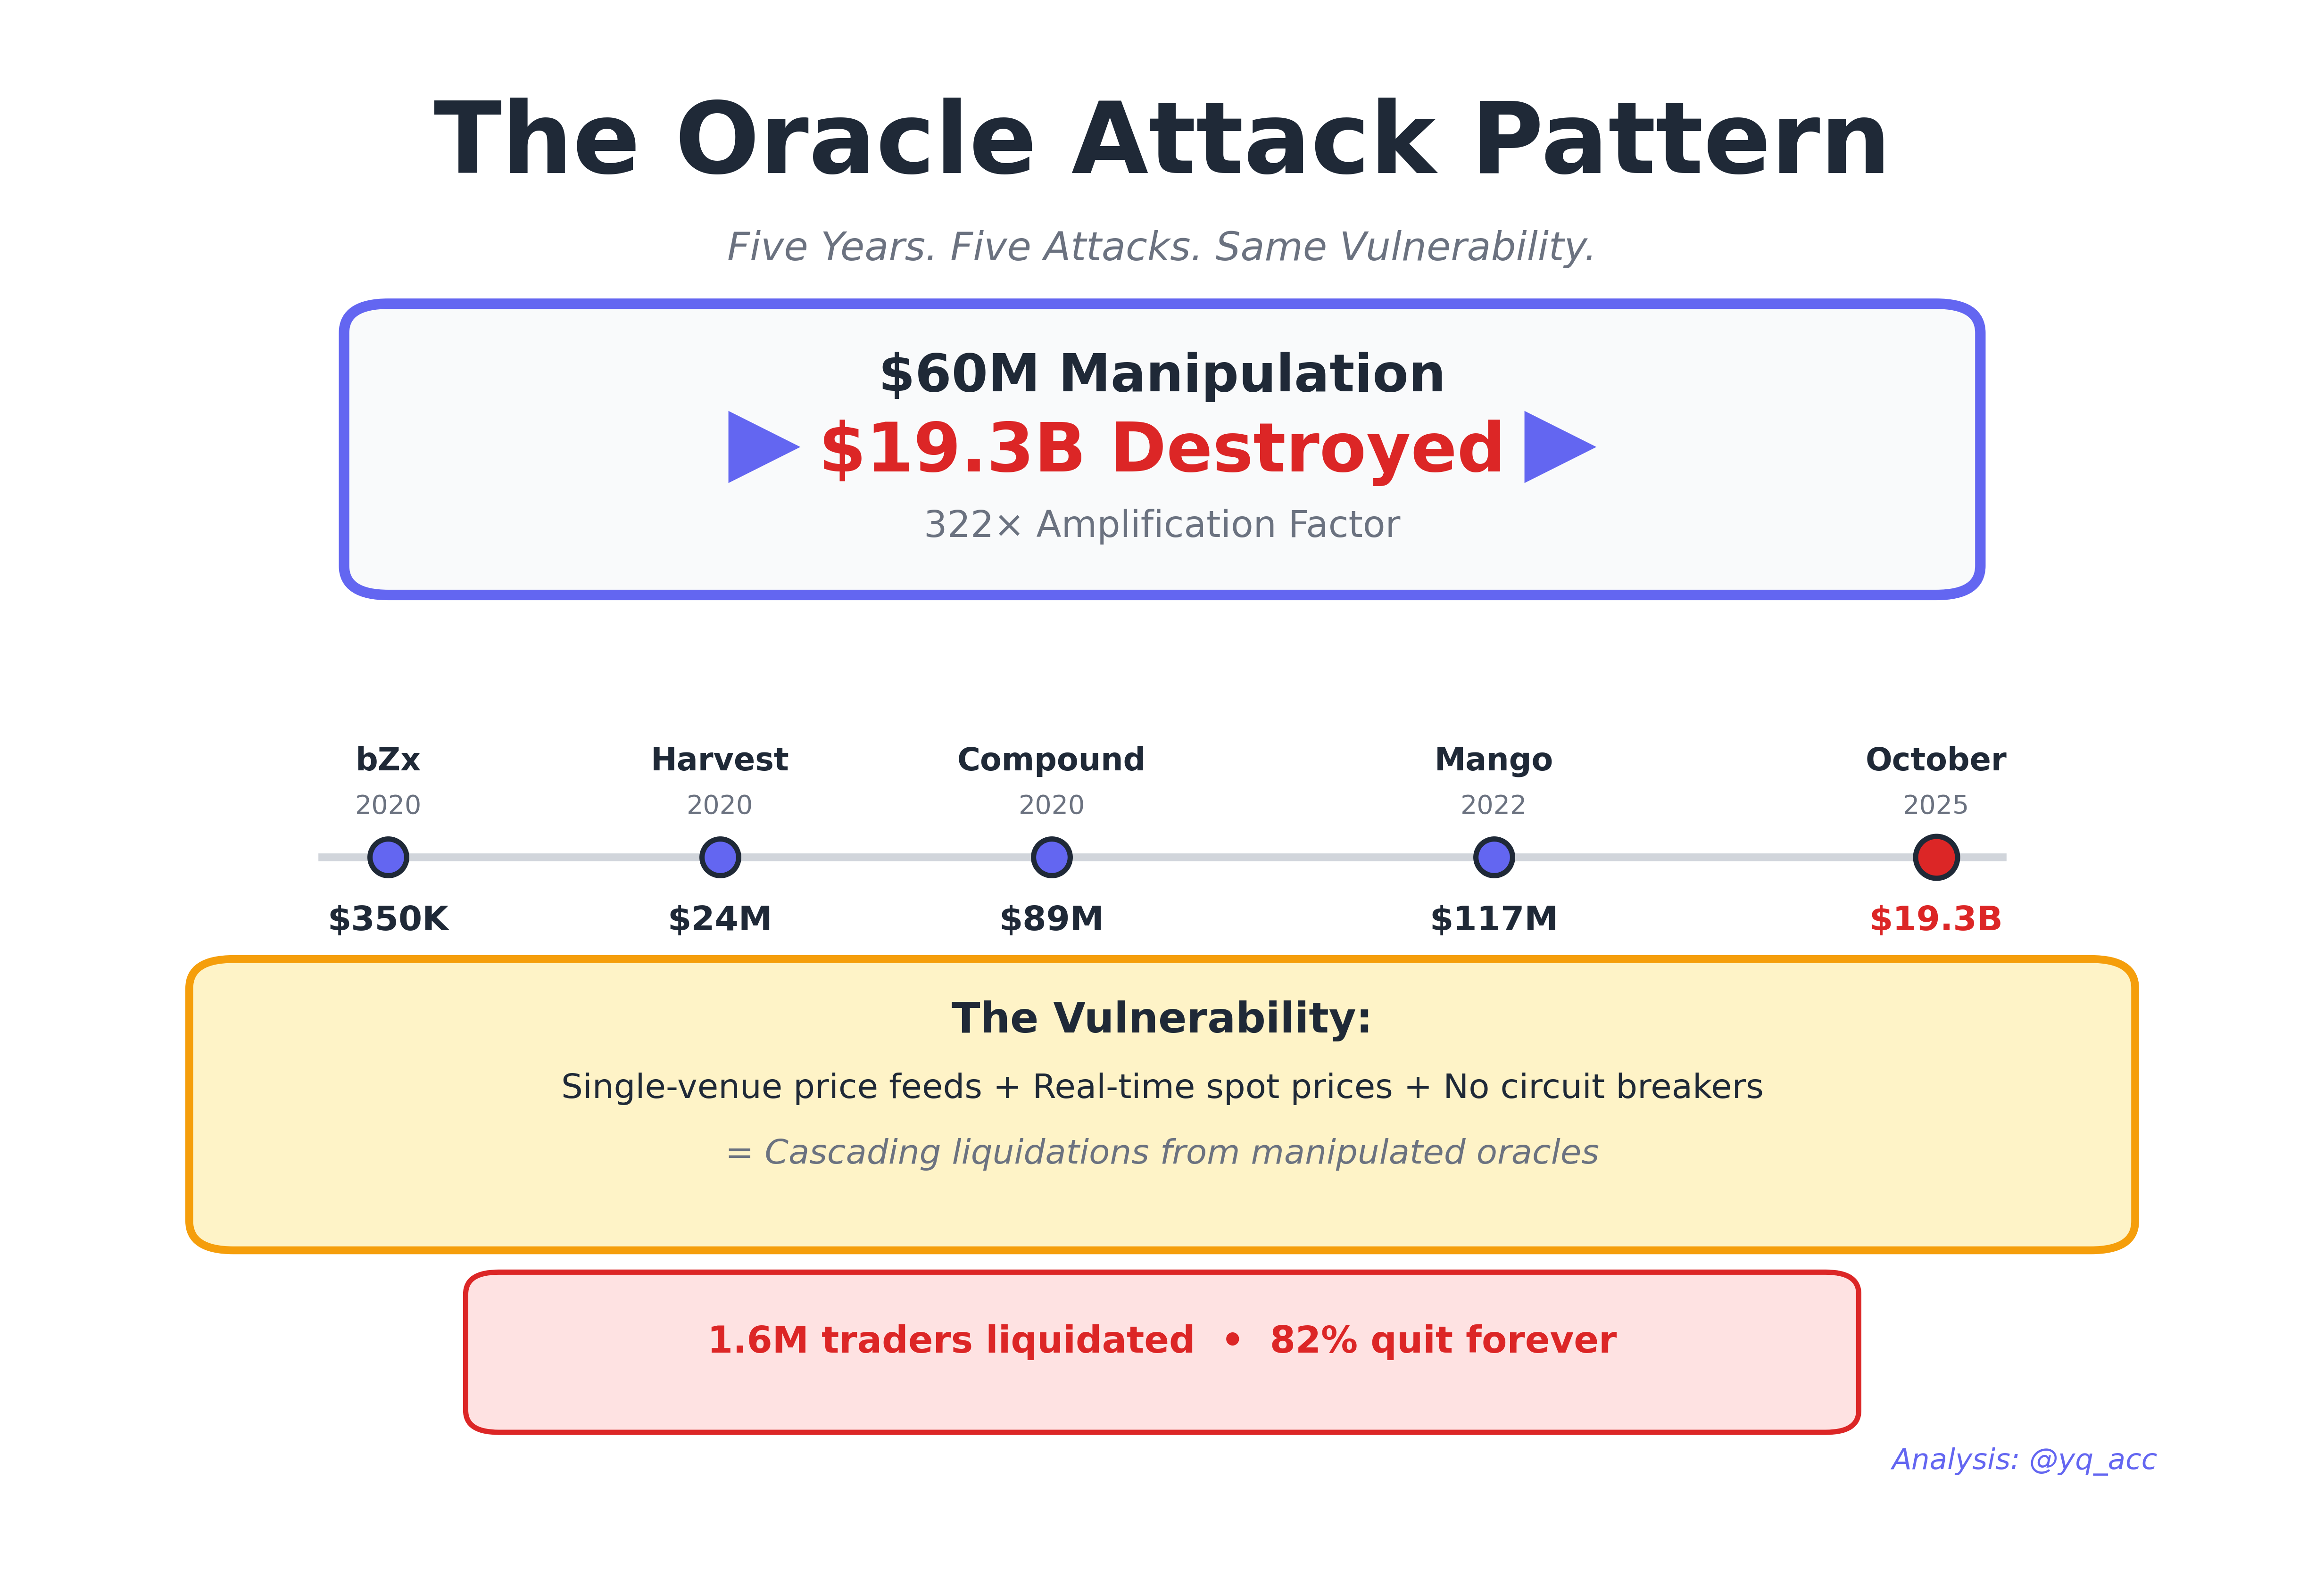 The Oracle Attack Pattern
Five Years. Five Attacks. Same Vulnerability.
$60M Manipulation
$19.3B Destroyed
322× Amplification Factor
bZx Harvest Compound Mango October
2020 2020 2020 2022 2025
$350K $24M $89M $117M $19.3B
The Vulnerability:
Single-venue price feeds + Real-time spot prices + No circuit breakers
= Cascading liquidations from manipulated oracles
1.6M traders liquidated • 82% quit forever
Analysis: @yq_acc